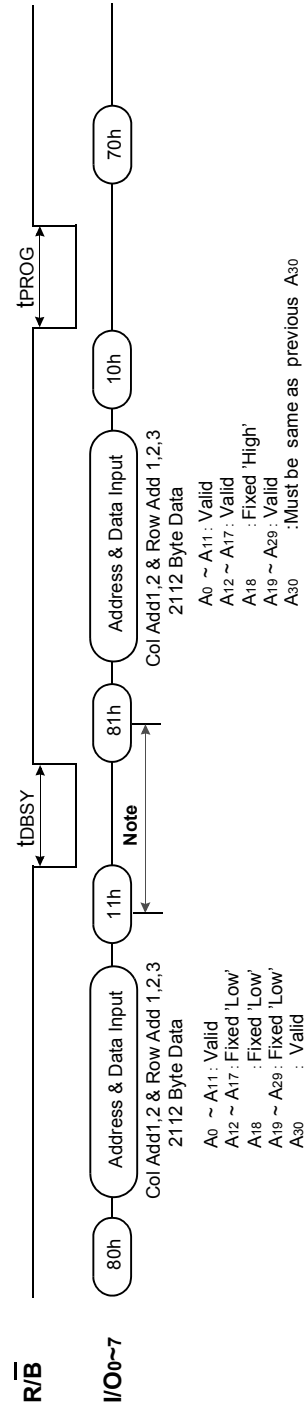 R/B
tDBSY
tPROG
I/O0~7
80h
Address & Data Input
11h
81h
Address & Data Input
10h
70h
Note
Col Add1,2 & Row Add 1,2,3
2112 Byte Data
A0 ~ A11 : Valid
A12 ~ A17 : Fixed 'Low'
A18 : Fixed 'Low'
A19 ~ A29 : Fixed 'Low'
A30 : Valid
Col Add1,2 & Row Add 1,2,3
2112 Byte Data
A0 ~ A11 : Valid
A12 ~ A17 : Valid
A18 : Fixed 'High'
A19 ~ A29 : Valid
A30 :Must be same as previous A30